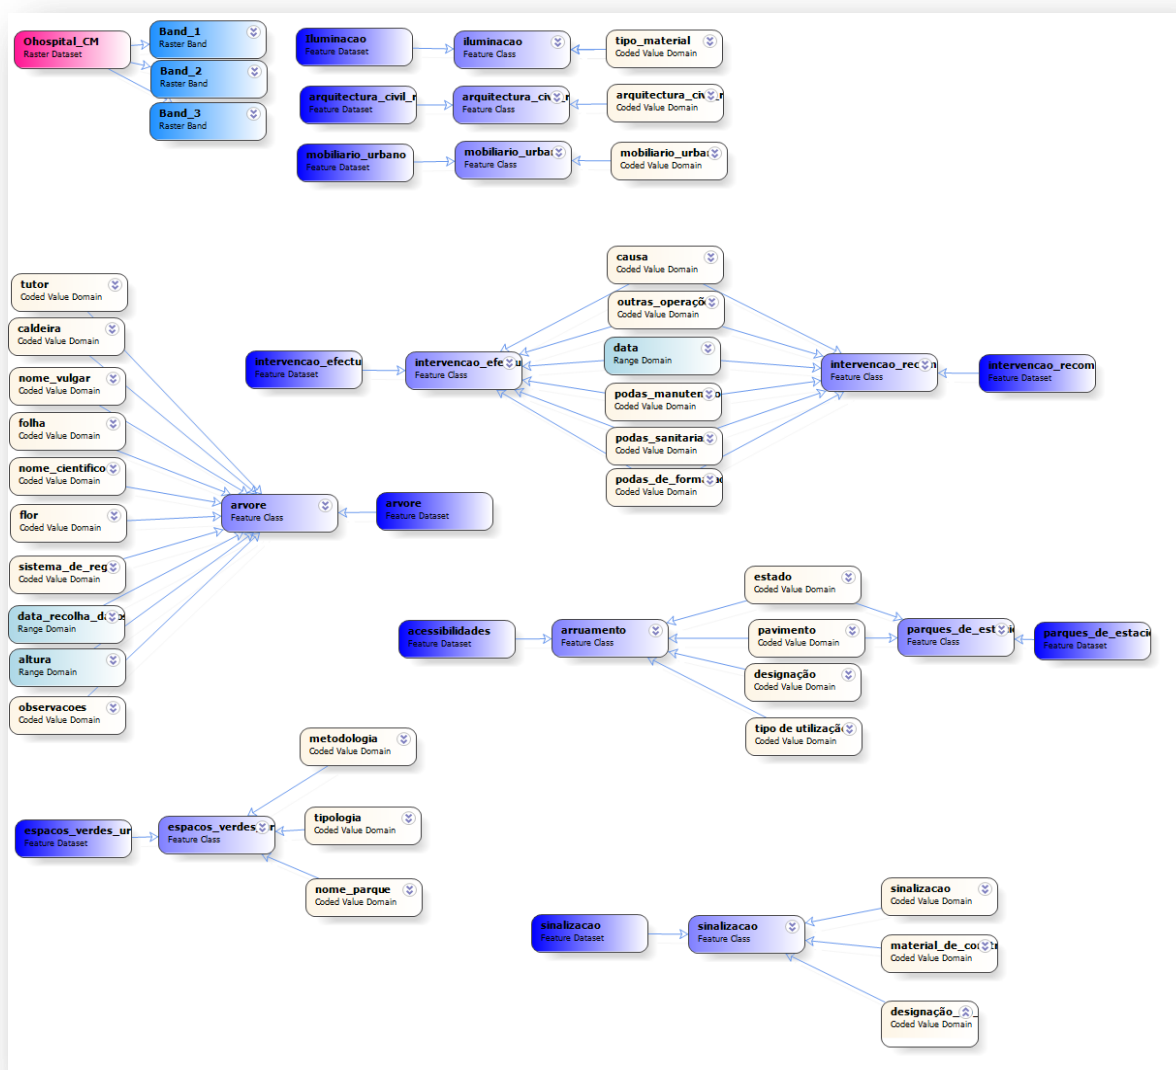 Ohospital_CM
Raster Dataset
Band_1
Raster Band
Band_2
Raster Band
Band_3
Raster Band
Iluminacao
Feature Dataset
iluminacao
Feature Class
tipo_material
Coded Value Domain
arquitectura_civil_r
Feature Dataset
arquitectura_civ
Feature Class
arquitectura_civ
Coded Value Domain
mobiliario_urbano
Feature Dataset
mobiliario_urba
Feature Class
mobiliario_urba
Coded Value Domain
causa
Coded Value Domain
outras_operaçõ
Coded Value Domain
data
Range Domain
podas_manuten
Coded Value Domain
podas_sanitaria
Coded Value Domain
podas_de_forma
Coded Value Domain
intervencao_efectu
Feature Dataset
intervencao_efe
Feature Class
intervencao_reco
Feature Class
intervencao_recom
Feature Dataset
tutor
Coded Value Domain
caldeira
Coded Value Domain
nome_vulgar
Coded Value Domain
folha
Coded Value Domain
nome_cientifico
Coded Value Domain
flor
Coded Value Domain
sistema_de_reg
Coded Value Domain
data_recolha_da
Range Domain
altura
Range Domain
observacoes
Coded Value Domain
arvore
Feature Class
arvore
Feature Dataset
acessibilidades
Feature Dataset
arruamento
Feature Class
estado
Coded Value Domain
pavimento
Coded Value Domain
designação
Coded Value Domain
tipo de utilizaçã
Coded Value Domain
parques_de_est
Feature Class
parques_de_estaci
Feature Dataset
metodologia
Coded Value Domain
tipologia
Coded Value Domain
nome_parque
Coded Value Domain
espacos_verdes_ur
Feature Dataset
espacos_verdes
Feature Class
sinalizacao
Feature Dataset
sinalizacao
Feature Class
sinalizacao
Coded Value Domain
material_de_co
Coded Value Domain
designação_
Coded Value Domain